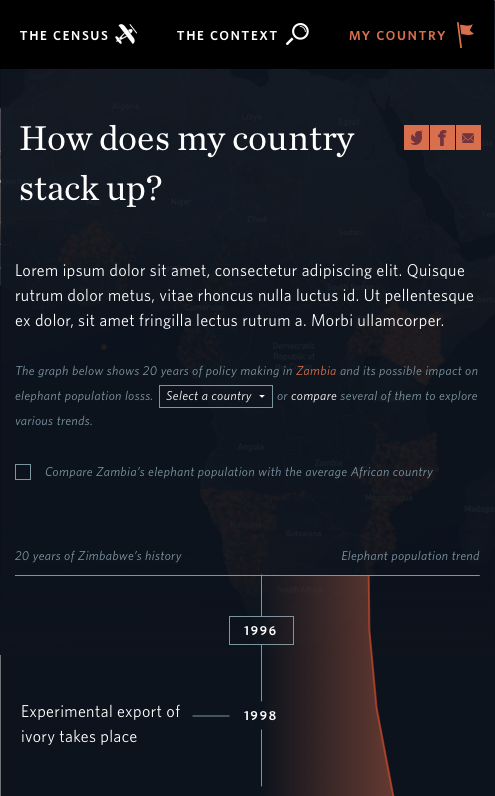 THE CENSUS
THE CONTEXT
MY COUNTRY
How does my country
stack up?
Lorem ipsum dolor sit amet, consectetur adipiscing elit. Quisque
rutrum dolor metus, vitae rhoncus nulla luctus id. Ut pellentesque
ex dolor, sit amet fringilla lectus rutrum a. Morbi ullamcorper.
The graph below shows 20 years of policy making in Zambia and its possible impact on
elephant population losses. Select a country or compare several of them to explore
various trends.
Compare Zambia's elephant population with the average African country
20 years of Zimbabwe's history
Elephant population trend
1996
Experimental export of
ivory takes place
1998